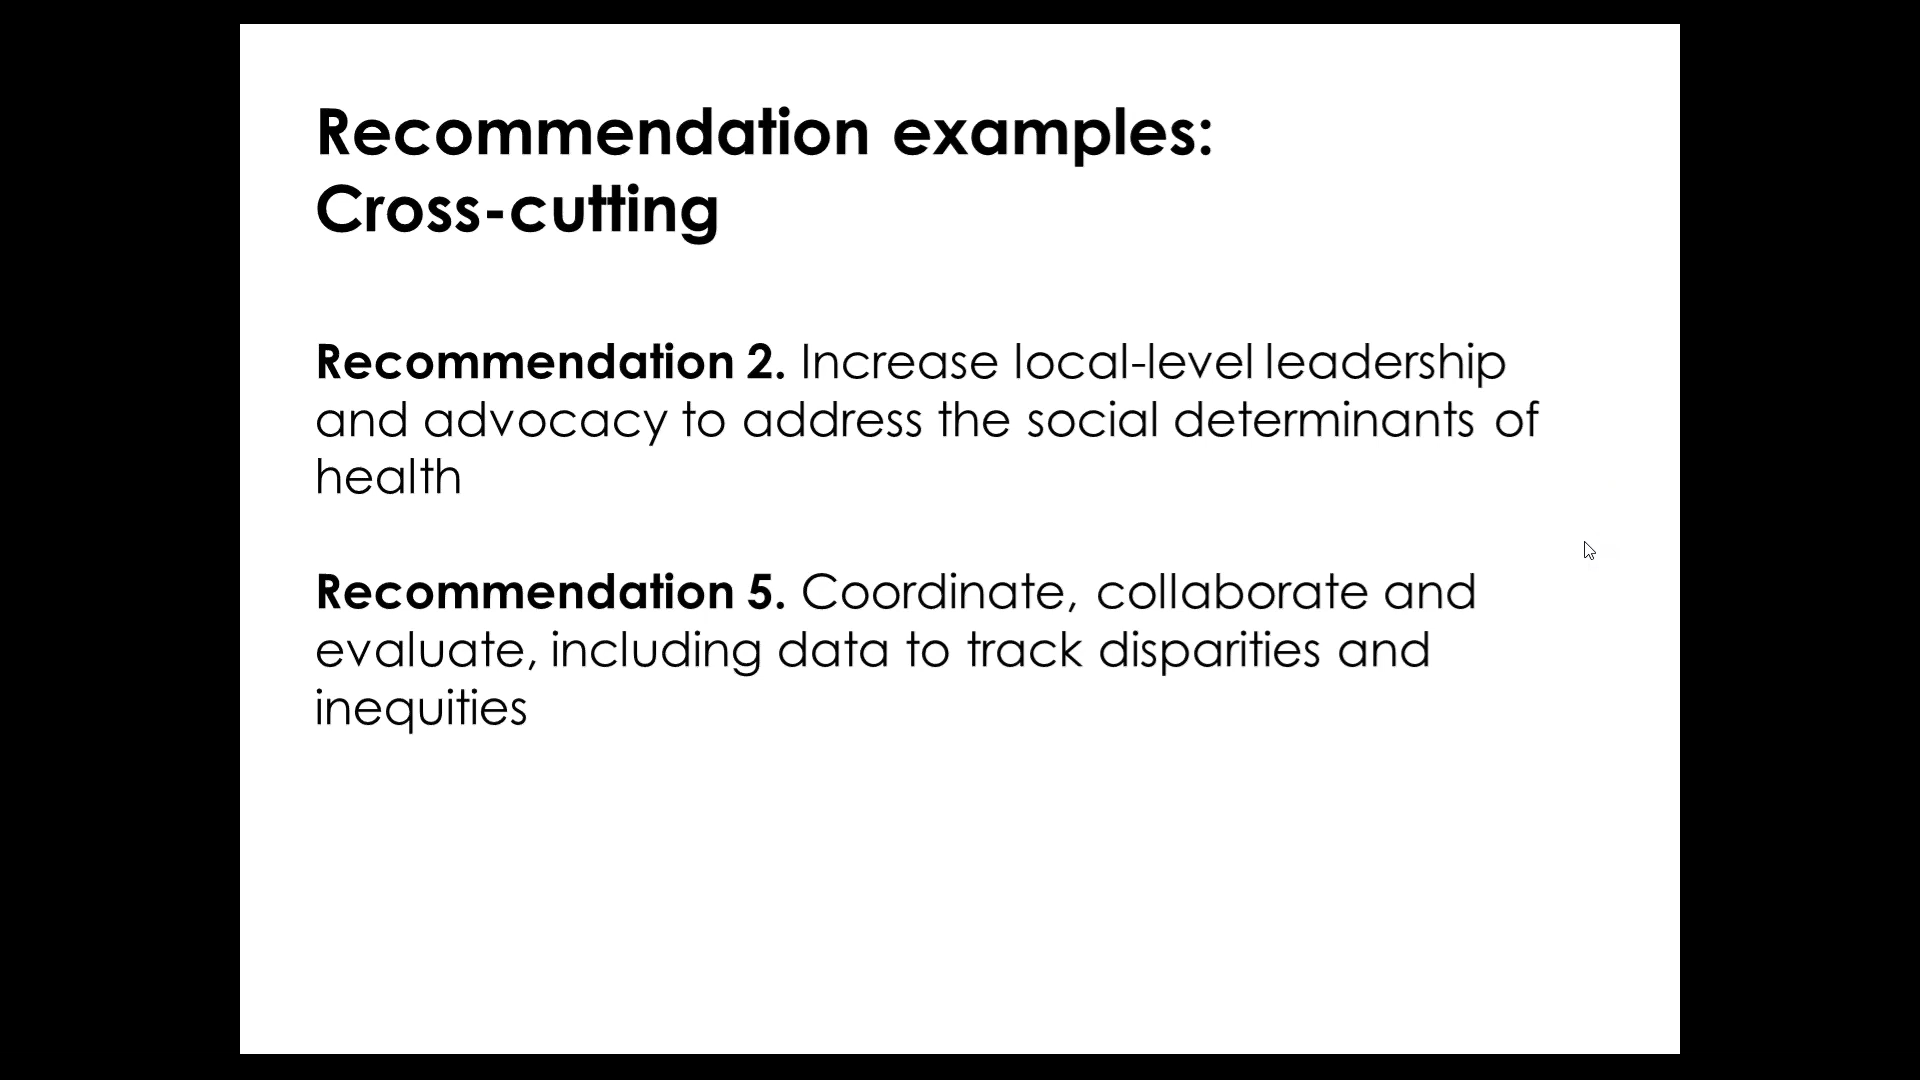 Recommendation examples:
Cross-cutting
Recommendation 2. Increase local-level leadership
and advocacy to address the social determinants of
health
Recommendation 5. Coordinate, collaborate and
evaluate, including data to track disparities and
inequities